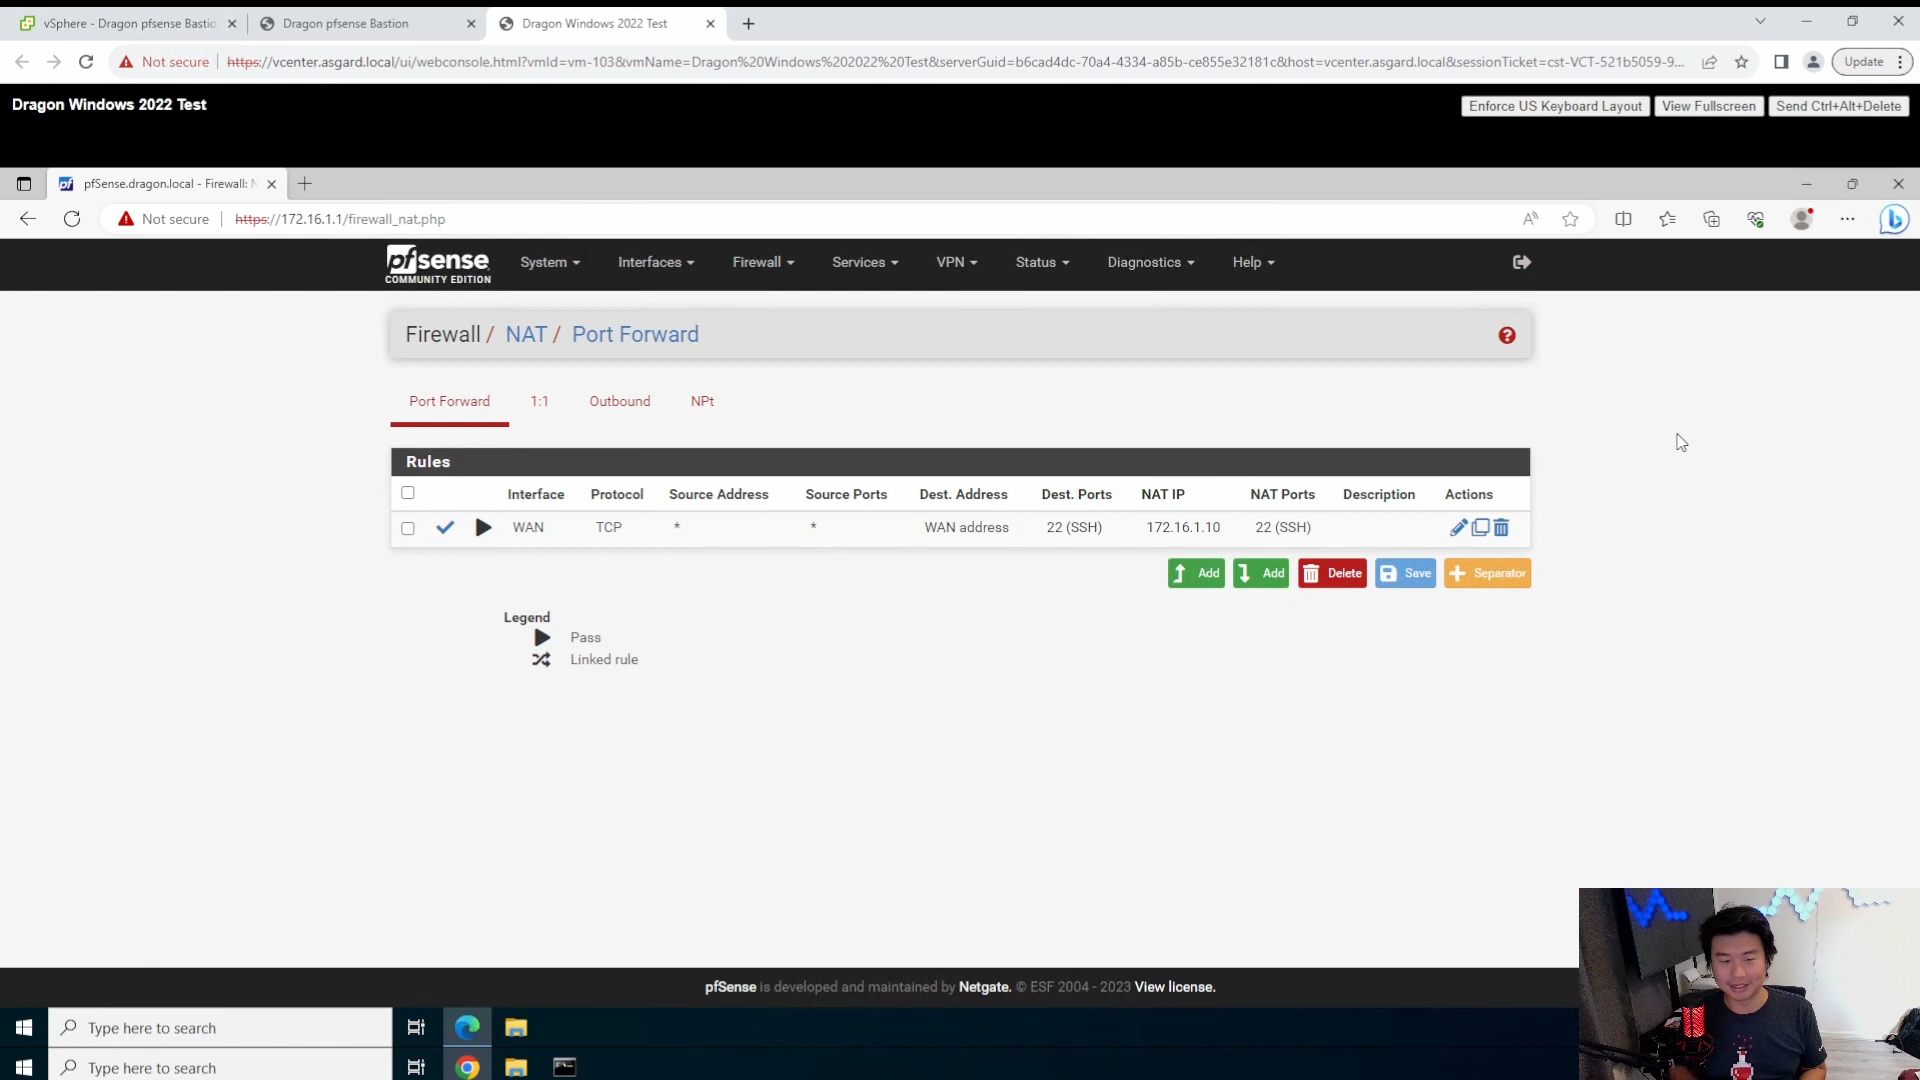 vSphere - Dragon pfsense Bastio
Dragon pfsense Bastion
Dragon Windows 2022 Test
Not secure
https://vcenter.asgard.local/ui/webconsole.html?vmId=vm-103&vmName=Dragon%20Windows%202022%20Test&serverGuid=b6cad4dc-70a4-4334-a85b-ce855e32181c&host=vcenter.asgard.local&sessionTicket=cst-VCT-521b5059-9...
Update
Dragon Windows 2022 Test
Enforce US Keyboard Layout
View Fullscreen
Send Ctrl+Alt+Delete
pfSense.dragon.local - Firewall: N
Not secure
https://172.16.1.1/firewall_nat.php
pfsense
COMMUNITY EDITION
System
Interfaces
Firewall
Services
VPN
Status
Diagnostics
Help
Firewall / NAT / Port Forward
Port Forward
1:1
Outbound
NPt
Rules
Interface Protocol Source Address Source Ports Dest. Address Dest. Ports NAT IP NAT Ports Description Actions
WAN TCP * * WAN address 22 (SSH) 172.16.1.10 22 (SSH)
Add
Add
Delete
Save
Separator
Legend
Pass
Linked rule
pfSense is developed and maintained by Netgate. © ESF 2004 - 2023 View license.
Type here to search
Type here to search